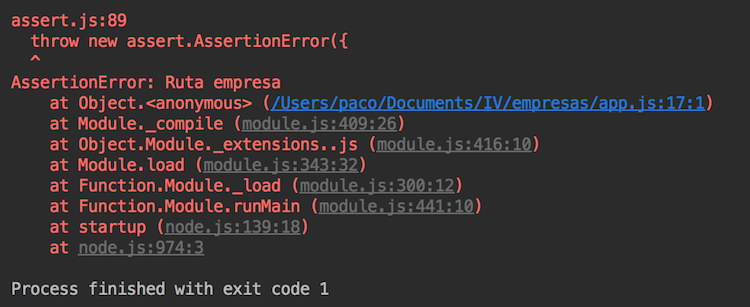 assert.js:89
  throw new assert.AssertionError({
  ^
AssertionError: Ruta empresa
    at Object.<anonymous> (/Users/paco/Documents/IV/empresas/app.js:17:1)
    at Module._compile (module.js:409:26)
    at Object.Module._extensions..js (module.js:416:10)
    at Module.load (module.js:343:32)
    at Function.Module._load (module.js:300:12)
    at Function.Module.runMain (module.js:441:10)
    at startup (node.js:139:18)
    at node.js:974:3

Process finished with exit code 1